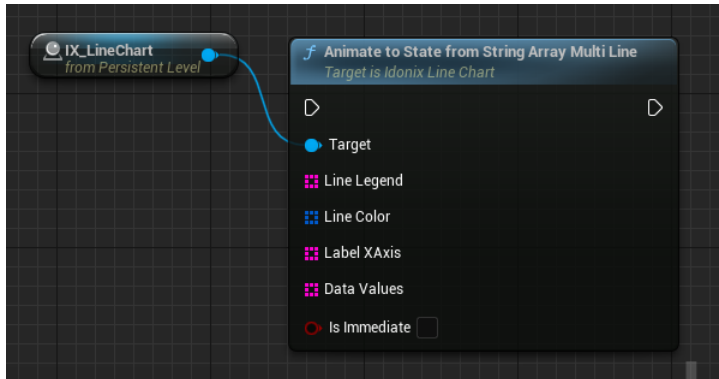 IX_LineChart
from Persistent Level
f Animate to State from String Array Multi Line
Target is Idonix Line Chart
Target
Line Legend
Line Color
Label XAxis
Data Values
Is Immediate